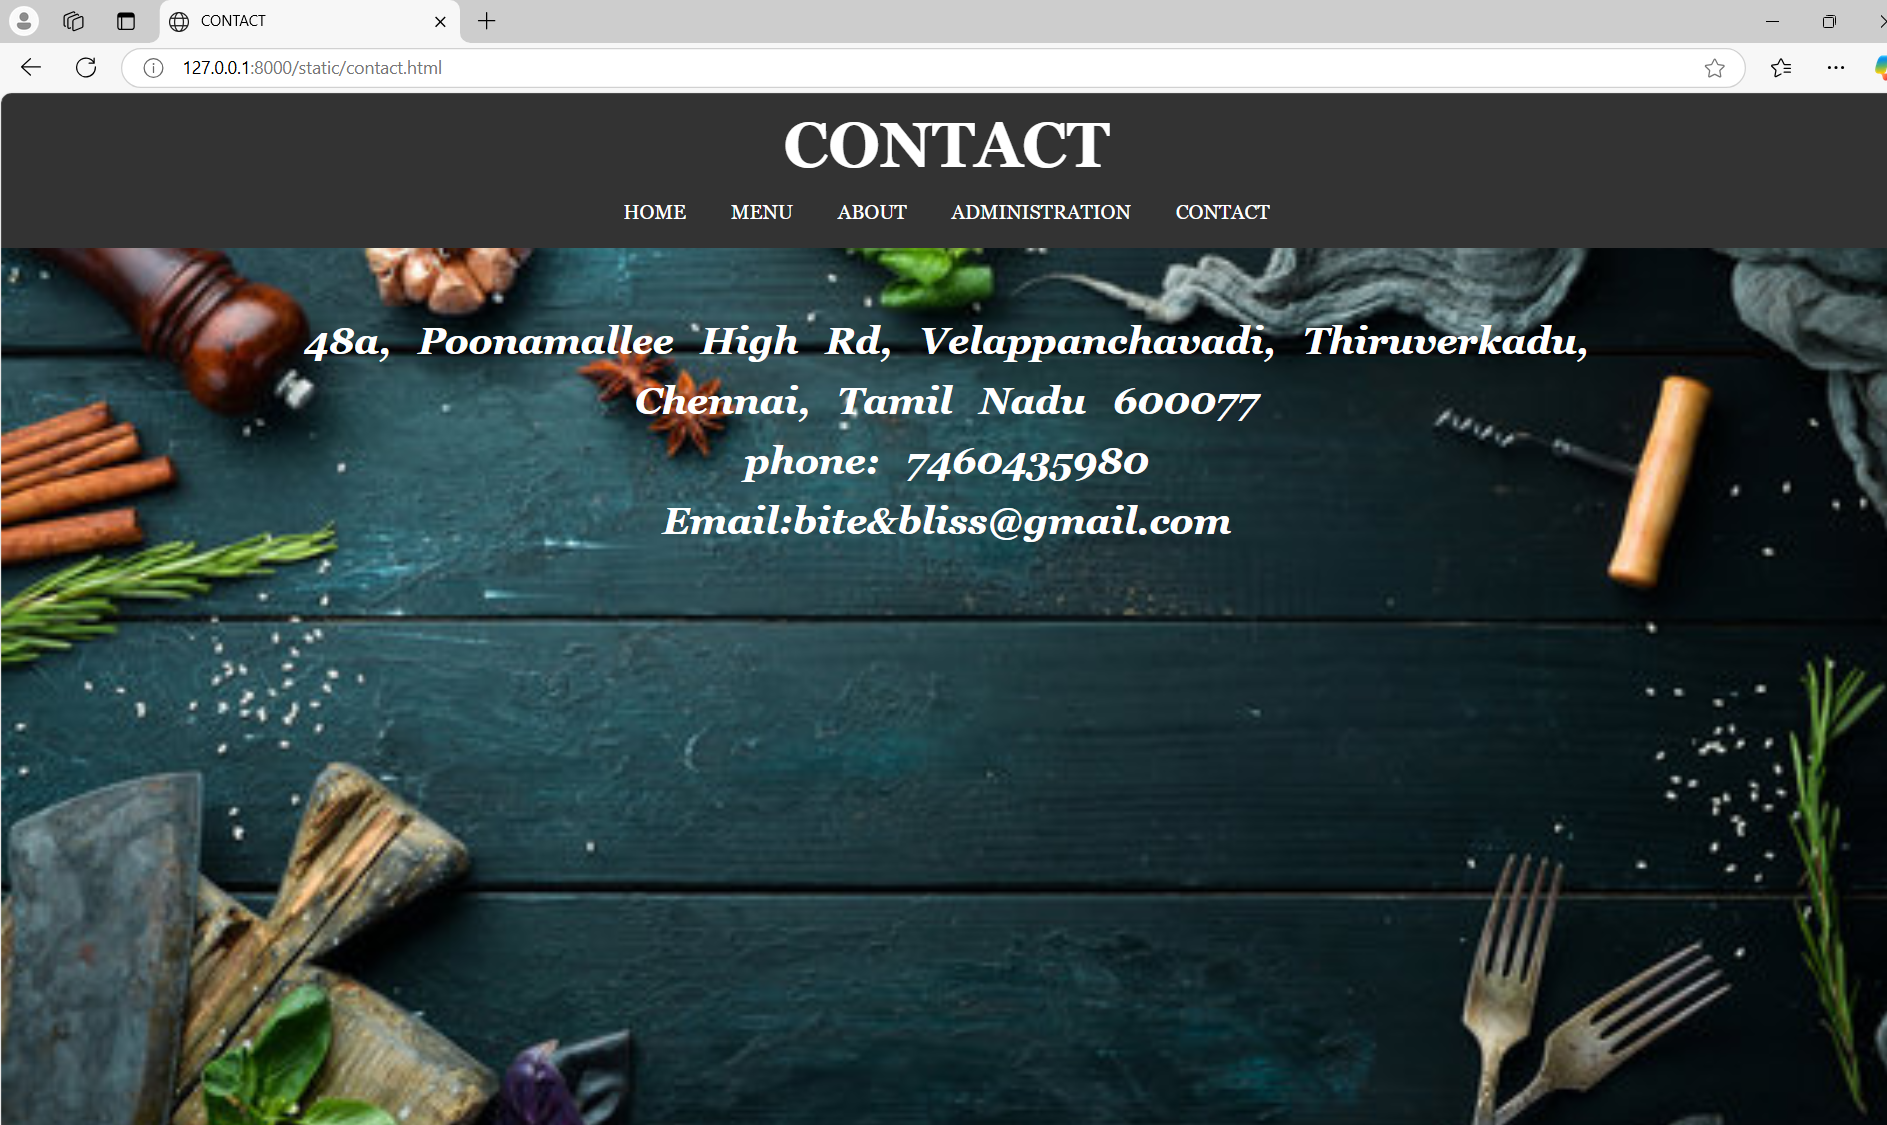 CONTACT
127.0.0.1:8000/static/contact.html
CONTACT
HOME MENU ABOUT ADMINISTRATION CONTACT
48a, Poonamallee High Rd, Velappanchavadi, Thiruverkadu,
Chennai, Tamil Nadu 600077
phone: 7460435980
Email:bite&bliss@gmail.com